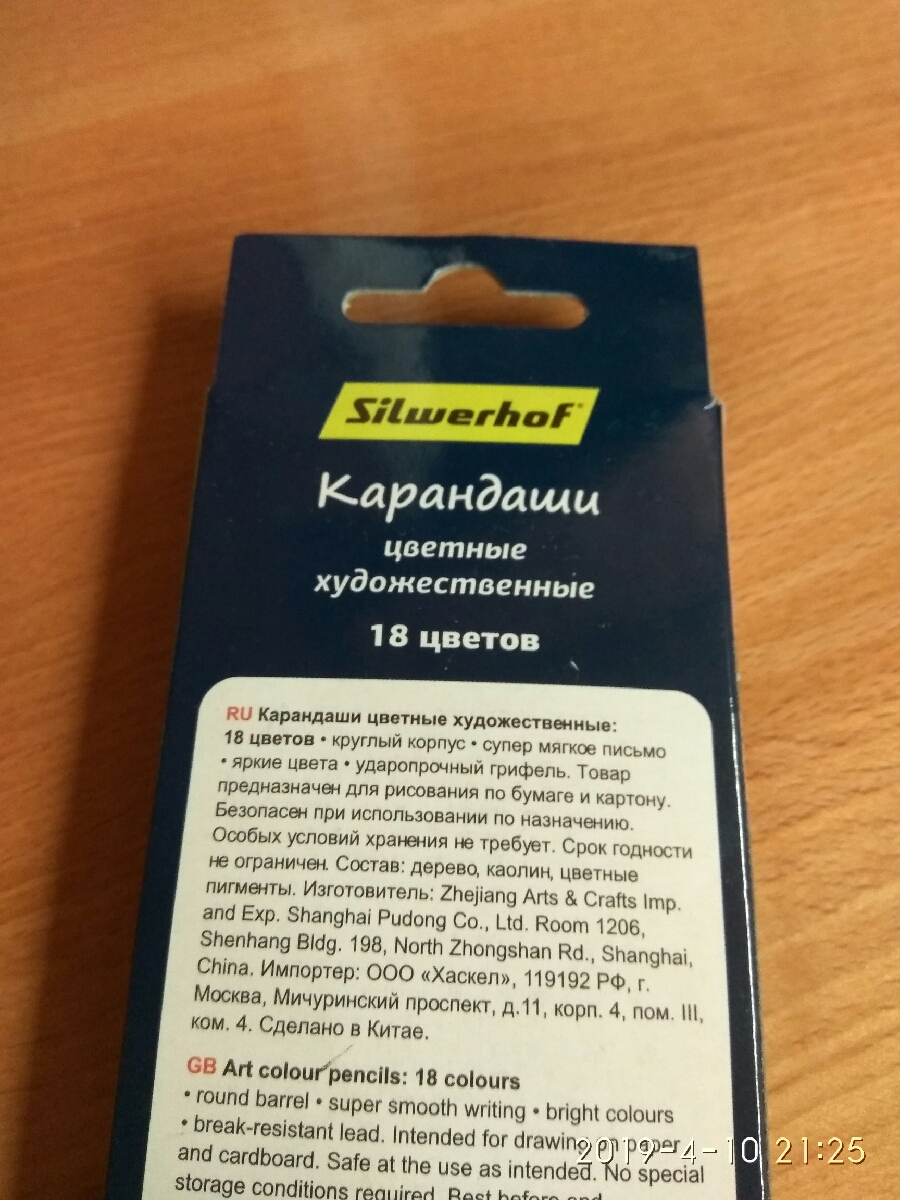 Silwerhof
Карандаши
цветные
художественные
18 цветов
RU Карандаши цветные художественные:
18 цветов • круглый корпус • супер мягкое письмо
• яркие цвета • ударопрочный грифель. Товар
предназначен для рисования по бумаге и картону.
Безопасен при использовании по назначению.
Особых условий хранения не требует. Срок годности
не ограничен. Состав: дерево, каолин, цветные
пигменты. Изготовитель: Zhejiang Arts & Crafts Imp.
and Exp. Shanghai Pudong Co., Ltd. Room 1206,
Shenhang Bldg. 198, North Zhongshan Rd., Shanghai,
China. Импортер: ООО «Хаскел», 119192 РФ, г.
Москва, Мичуринский проспект, д.11, корп. 4, пом. III,
ком. 4. Сделано в Китае.
GB Art colour pencils: 18 colours
• round barrel • super smooth writing • bright colours
• break-resistant lead. Intended for drawing on paper
and cardboard. Safe at the use as intended. No special
storage conditions required. Best before end
2019-4-10 21:25